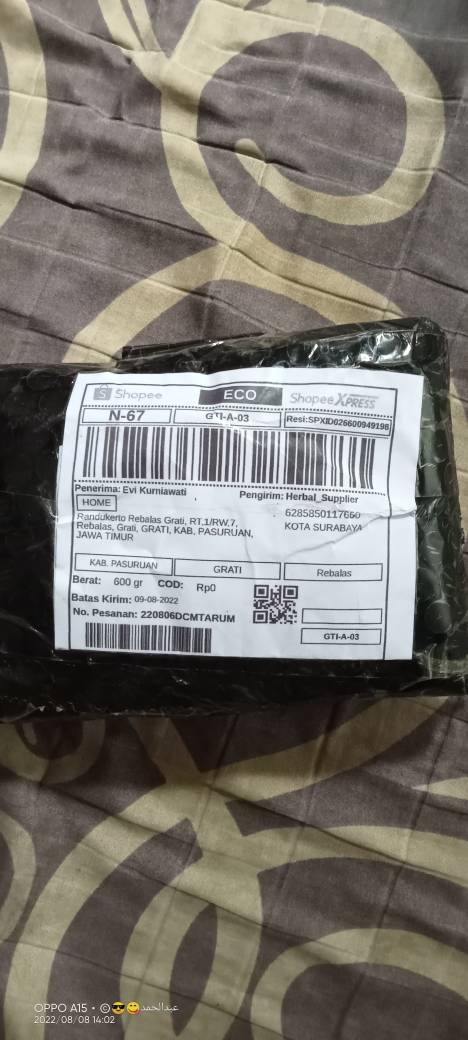 Shopee ECO Shopee XPRESS
N-67 GTI-A-03 Resi:SPXID026600949198
Penerima: Evi Kurniawati Pengirim: Herbal_Supplier
HOME 6285850117660
Randukerto Rebalas Grati, RT,1/RW,7, KOTA SURABAYA
Rebalas, Grati, GRATI, KAB. PASURUAN,
JAWA TIMUR
KAB. PASURUAN GRATI Rebalas
Berat: 600 gr COD: Rp0
Batas Kirim: 09-08-2022
No. Pesanan: 220806DCMTARUM
GTI-A-03
OPPO A15 • ©😎😋عبدالحمد
2022/08/08 14:02